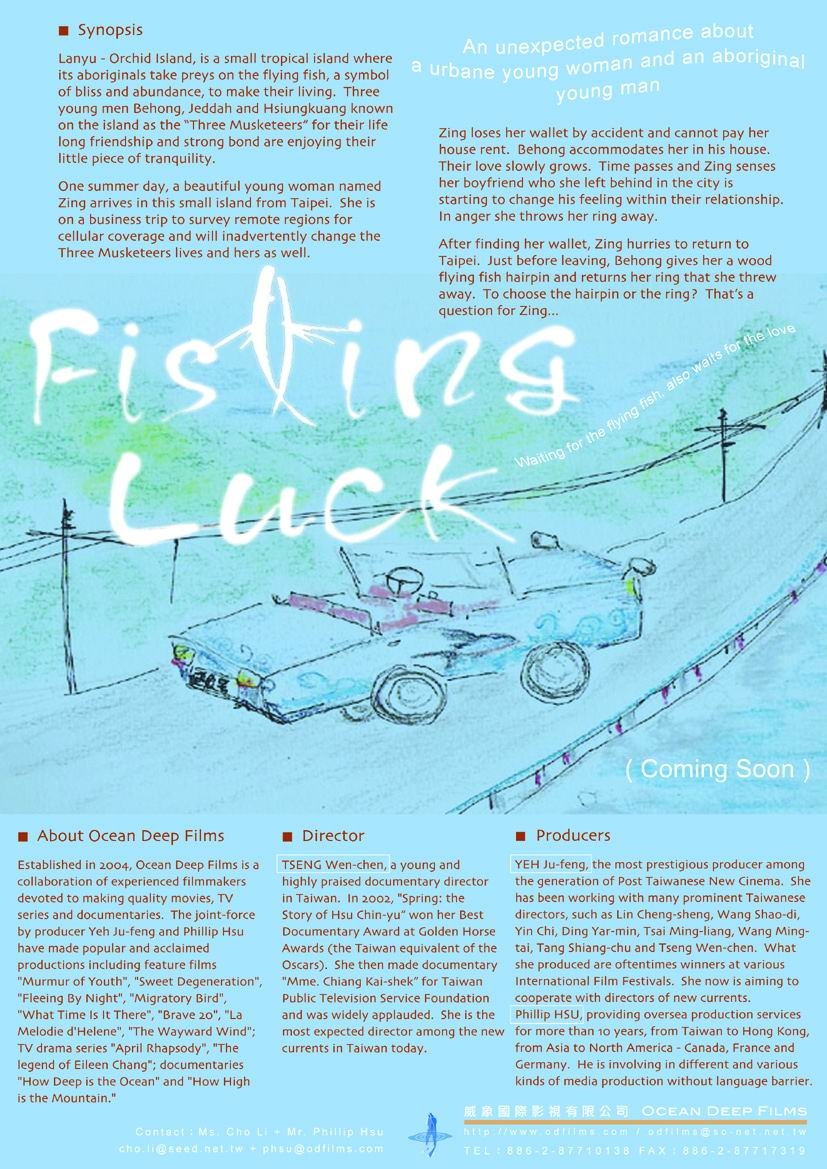 ■ Synopsis
Lanyu - Orchid Island, is a small tropical island where
its aboriginals take preys on the flying fish, a symbol
of bliss and abundance, to make their living. Three
young men Behong, Jeddah and Hsiungkuang known
on the island as the "Three Musketeers" for their life
long friendship and strong bond are enjoying their
little piece of tranquility.
One summer day, a beautiful young woman named
Zing arrives in this small island from Taipei. She is
on a business trip to survey remote regions for
cellular coverage and will inadvertently change the
Three Musketeers lives and hers as well.
An unexpected romance about
a urbane young woman and an aboriginal
young man
Zing loses her wallet by accident and cannot pay her
house rent. Behong accommodates her in his house.
Their love slowly grows. Time passes and Zing senses
her boyfriend who she left behind in the city is
starting to change his feeling within their relationship.
In anger she throws her ring away.
After finding her wallet, Zing hurries to return to
Taipei. Just before leaving, Behong gives her a wood
flying fish hairpin and returns her ring that she threw
away. To choose the hairpin or the ring? That's a
question for Zing...
Fishing
Luck
Waiting for the flying fish, also waits for the love
( Coming Soon )
■ About Ocean Deep Films
Established in 2004, Ocean Deep Films is a
collaboration of experienced filmmakers
devoted to making quality movies, TV
series and documentaries. The joint-force
by producer Yeh Ju-feng and Phillip Hsu
have made popular and acclaimed
productions including feature films
"Murmur of Youth", "Sweet Degeneration",
"Fleeing By Night", "Migratory Bird",
"What Time Is It There", "Brave 20", "La
Melodie d'Helene", "The Wayward Wind";
TV drama series "April Rhapsody", "The
legend of Eileen Chang"; documentaries
"How Deep is the Ocean" and "How High
is the Mountain."
■ Director
TSENG Wen-chen, a young and
highly praised documentary director
in Taiwan. In 2002, "Spring: the
Story of Hsu Chin-yu" won her Best
Documentary Award at Golden Horse
Awards (the Taiwan equivalent of the
Oscars). She then made documentary
"Mme. Chiang Kai-shek" for Taiwan
Public Television Service Foundation
and was widely applauded. She is the
most expected director among the new
currents in Taiwan today.
■ Producers
YEH Ju-feng, the most prestigious producer among
the generation of Post Taiwanese New Cinema. She
has been working with many prominent Taiwanese
directors, such as Lin Cheng-sheng, Wang Shao-di,
Yin Chi, Ding Yar-min, Tsai Ming-liang, Wang Ming-
tai, Tang Shiang-chu and Tseng Wen-chen. What
she produced are oftentimes winners at various
International Film Festivals. She now is aiming to
cooperate with directors of new currents.
Phillip HSU, providing oversea production services
for more than 10 years, from Taiwan to Hong Kong,
from Asia to North America - Canada, France and
Germany. He is involving in different and various
kinds of media production without language barrier.
Contact : Ms. Cho Li + Mr. Phillip Hsu
cho.li@seed.net.tw + phsu@odfilms.com
威象國際影視有限公司 OCEAN DEEP FILMS
http://www.odfilms.com / odfilms@so-net.net.tw
TEL : 886-2-87710138 FAX : 886-2-87717319